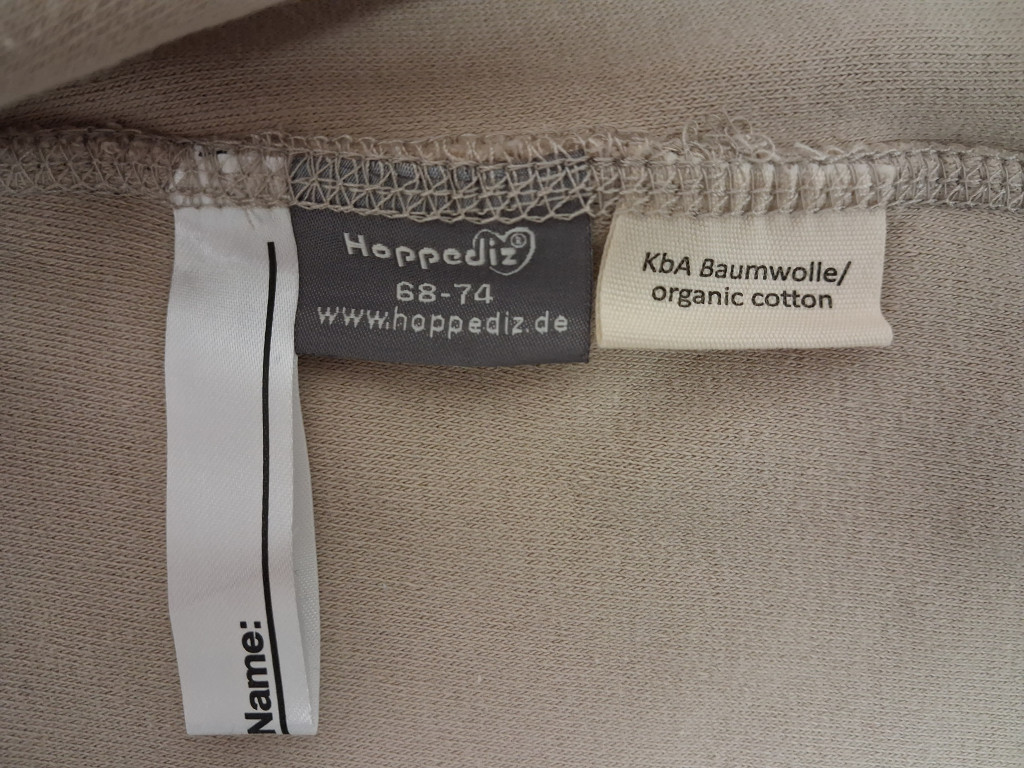 Name:
Hoppediz®
68-74
www.hoppediz.de
KbA Baumwolle/
organic cotton